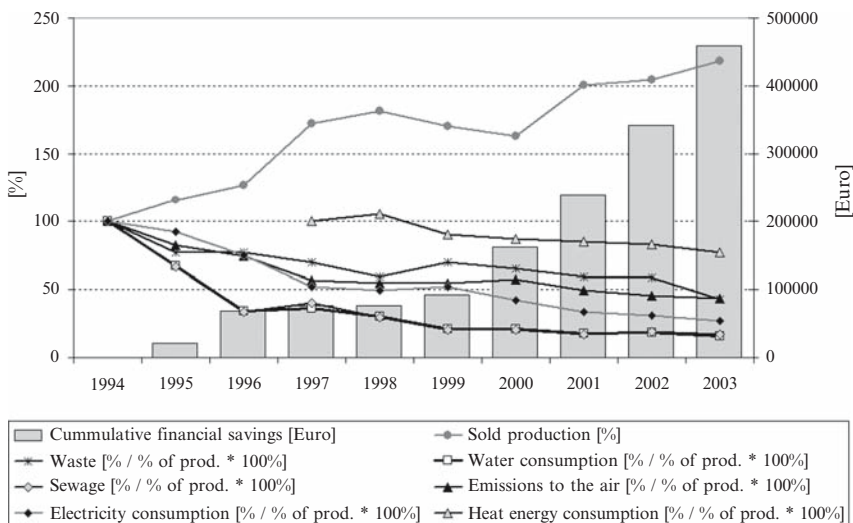 250 500000
200 400000
150 300000
[%] [Euro]
100 200000
50 100000
0 0
1994 1995 1996 1997 1998 1999 2000 2001 2002 2003
Cummulative financial savings [Euro] Sold production [%]
Waste [% / % of prod. * 100%] Water consumption [% / % of prod. * 100%]
Sewage [% / % of prod. * 100%] Emissions to the air [% / % of prod. * 100%]
Electricity consumption [% / % of prod. * 100%] Heat energy consumption [% / % of prod. * 100%]